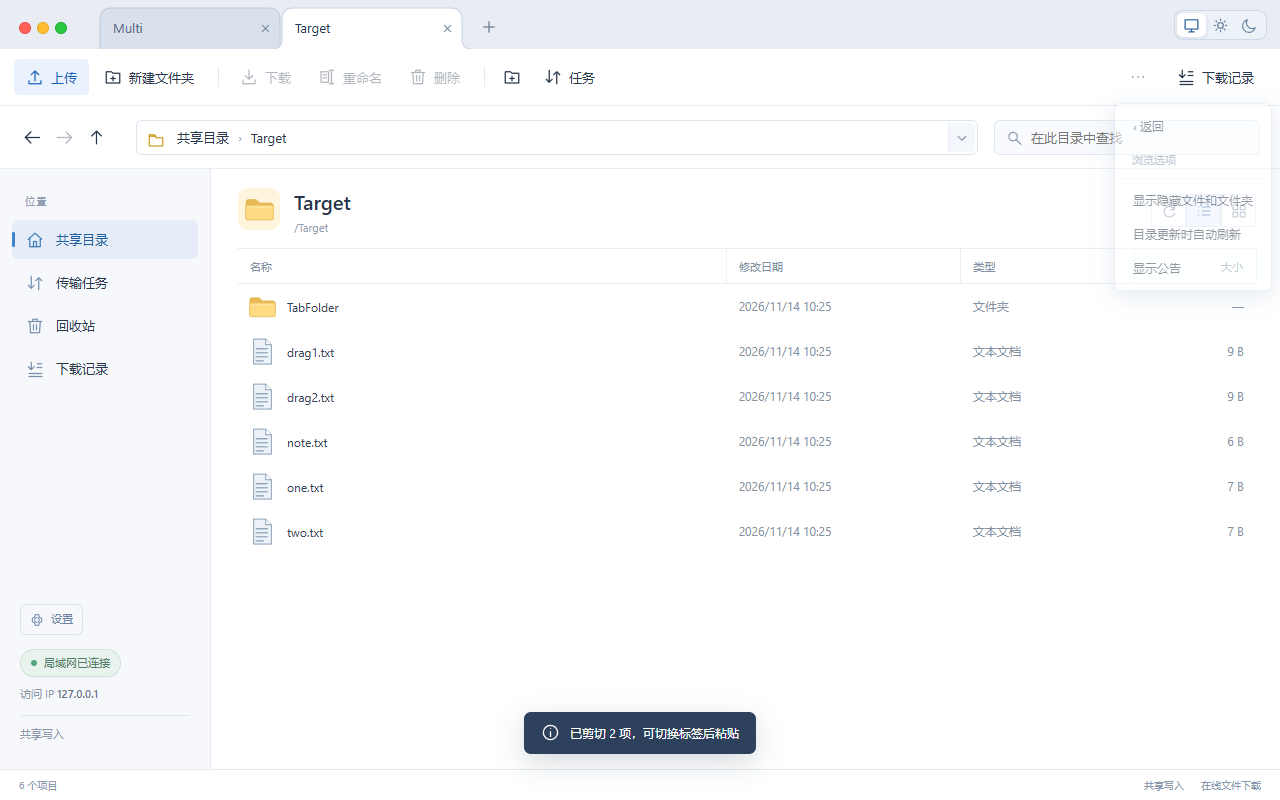 Multi
Target
上传
新建文件夹
下载
重命名
删除
任务
下载记录
共享目录 › Target
在此目录中查找
‹ 返回
浏览选项
显示隐藏文件和文件夹
目录更新时自动刷新
显示公告
位置
共享目录
传输任务
回收站
下载记录
Target
/Target
名称 修改日期 类型 大小
TabFolder 2026/11/14 10:25 文件夹 —
drag1.txt 2026/11/14 10:25 文本文档 9 B
drag2.txt 2026/11/14 10:25 文本文档 9 B
note.txt 2026/11/14 10:25 文本文档 6 B
one.txt 2026/11/14 10:25 文本文档 7 B
two.txt 2026/11/14 10:25 文本文档 7 B
设置
局域网已连接
访问 IP 127.0.0.1
共享写入
已剪切 2 项，可切换标签后粘贴
6 个项目
共享写入 在线文件下载